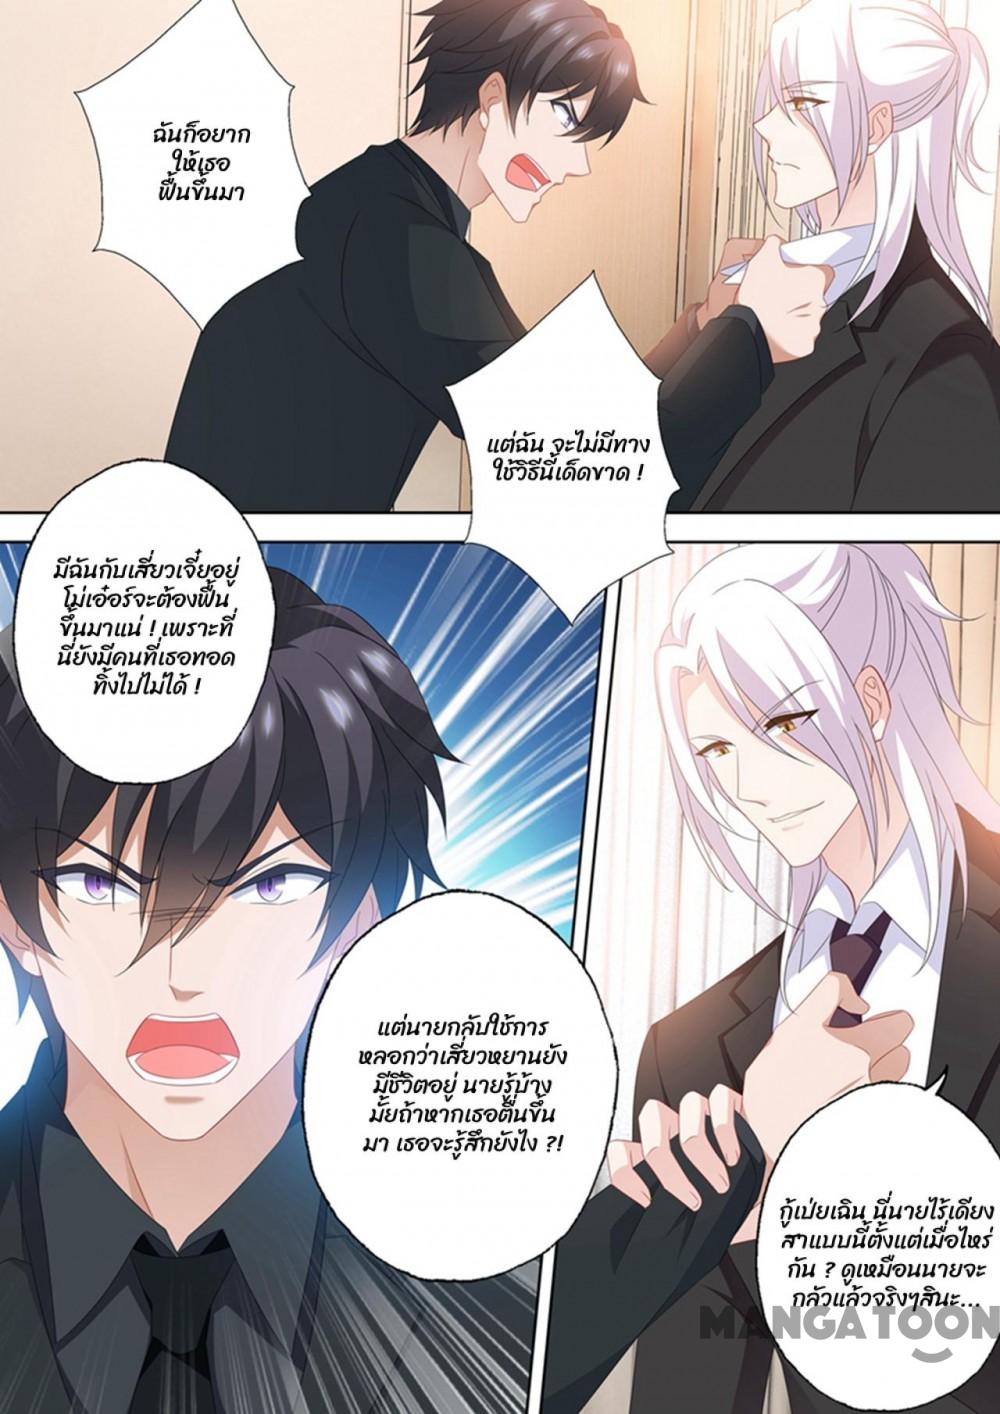 ฉันก็อยาก
ให้เธอ
ฟื้นขึ้นมา
แต่ฉัน จะไม่มีทาง
ใช้วิธีนี้เด็ดขาด !
มีฉันกับเสี่ยวเจี๋ยอยู่
โม่เอ๋อร์จะต้องฟื้น
ขึ้นมาแน่ ! เพราะที่
นี่ยังมีคนที่เธอทอด
ทิ้งไปไม่ได้ !
แต่นายกลับใช้การ
หลอกว่าเสี่ยวหยานยัง
มีชีวิตอยู่ นายรู้บ้าง
มั้ยถ้าหากเธอตื่นขึ้น
มา เธอจะรู้สึกยังไง ?!
กู้เป่ยเฉิน นี่นายไร้เดียง
สาแบบนี้ตั้งแต่เมื่อไหร่
กัน ? ดูเหมือนนายจะ
กลัวแล้วจริงๆสินะ...
MANGATOON